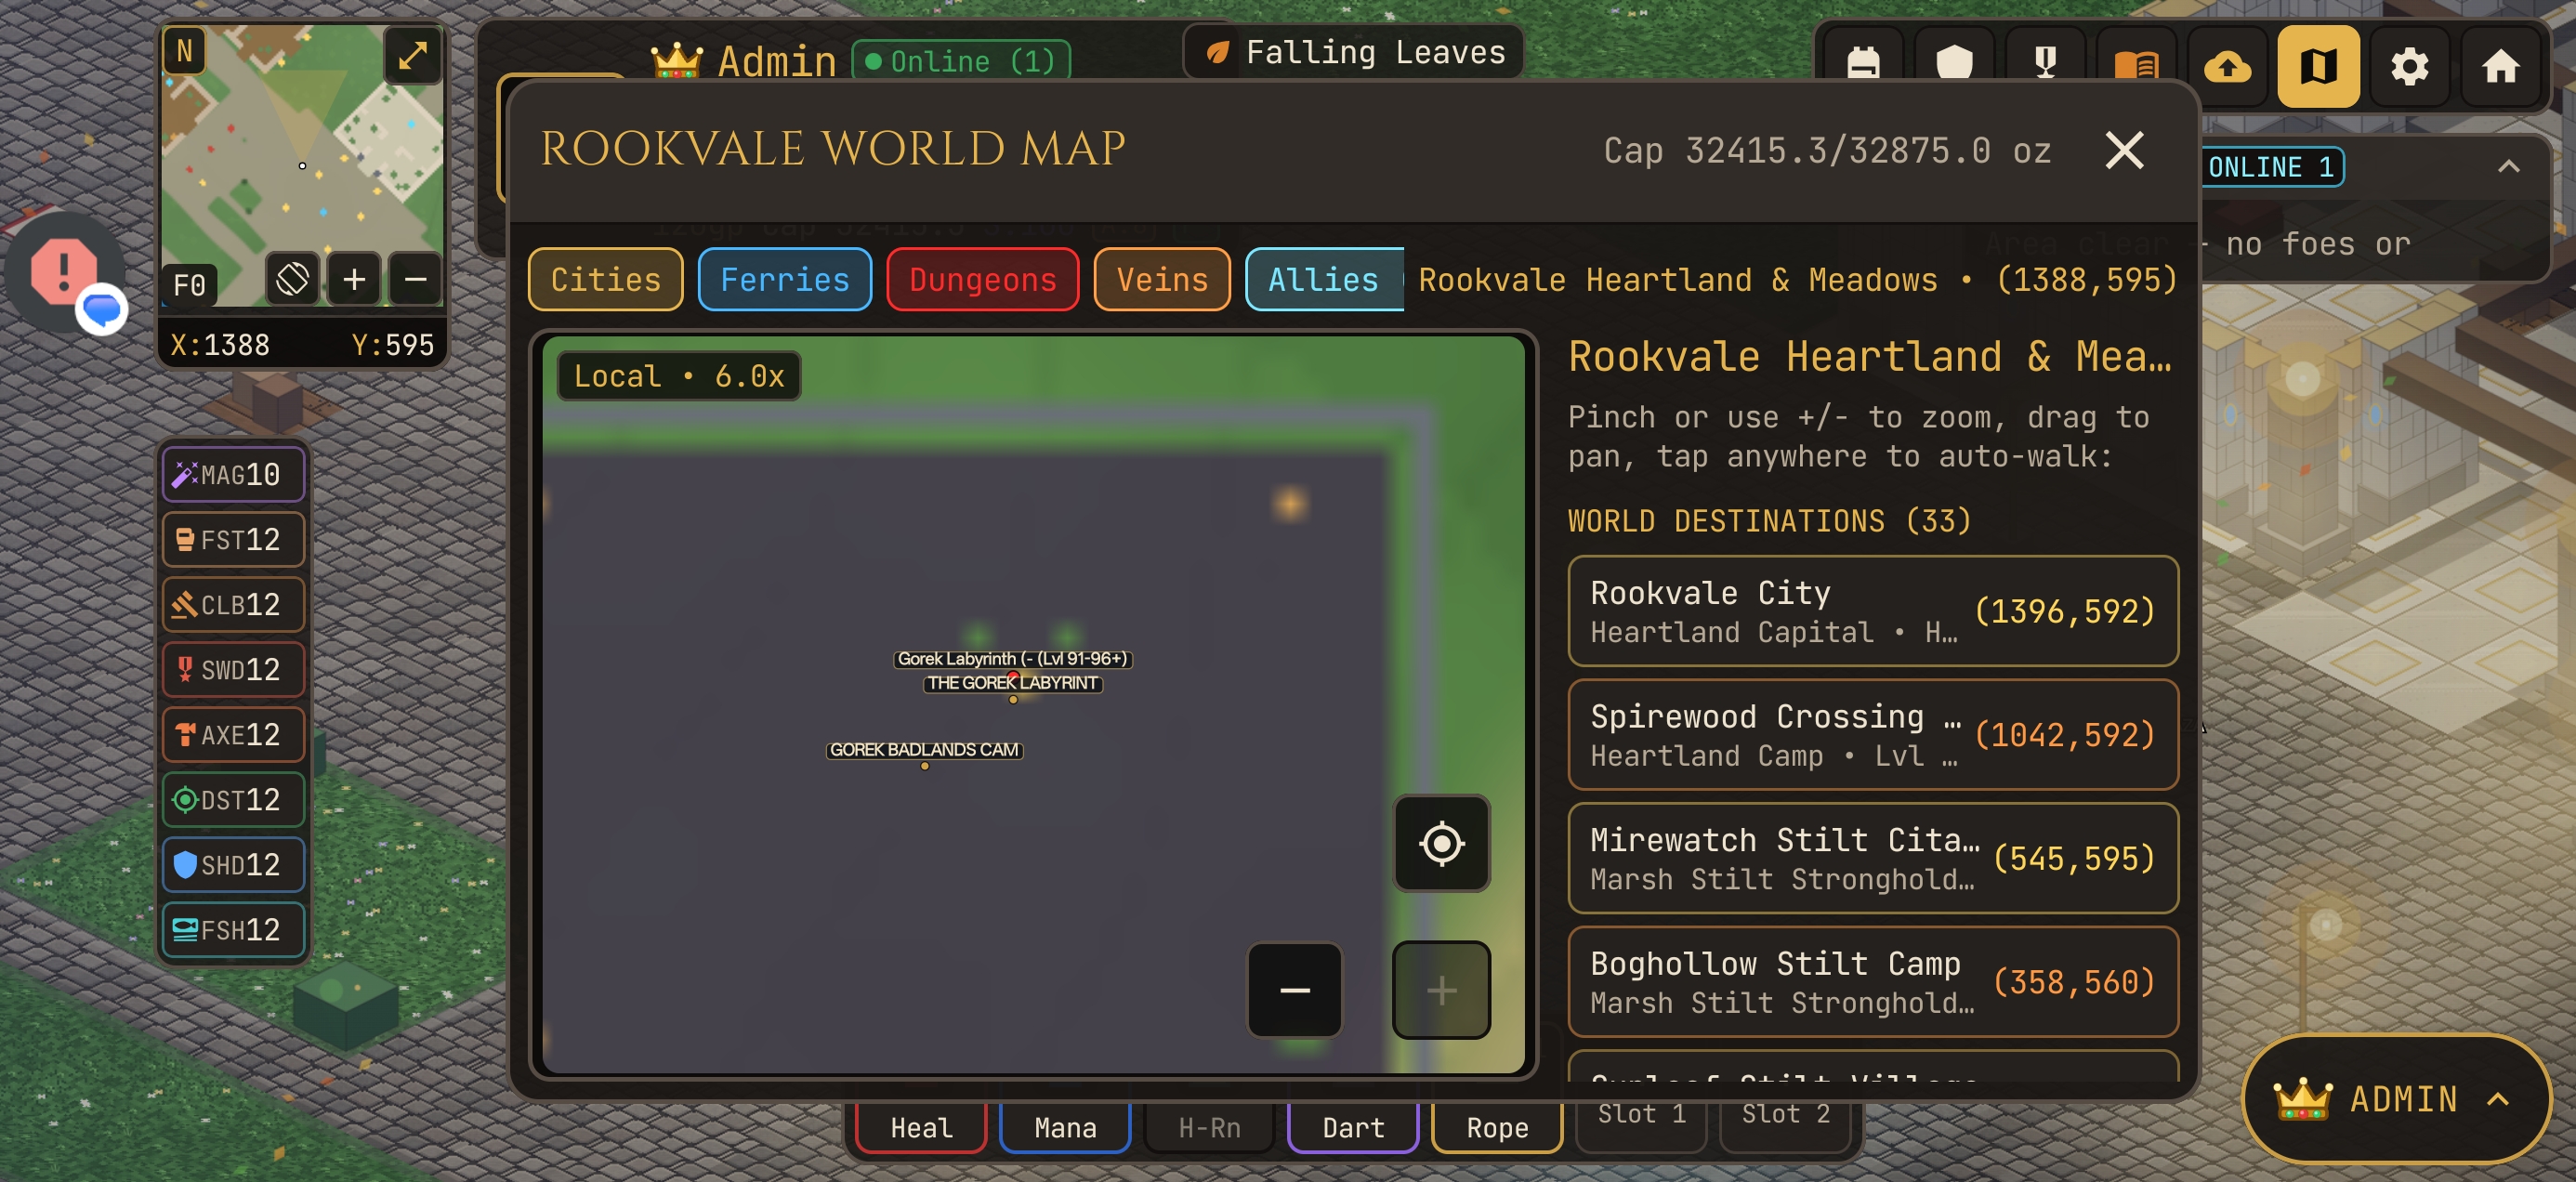 N
F0
X:1388 Y:595
Admin
Online (1)
Falling Leaves
ROOKVALE WORLD MAP
Cap 32415.3/32875.0 oz
ONLINE 1
Area clear - no foes or
Cities
Ferries
Dungeons
Veins
Allies
Rookvale Heartland & Meadows • (1388,595)
Local • 6.0x
Gorek Labyrinth (- (Lvl 91-96+)
THE GOREK LABYRINT
GOREK BADLANDS CAM
Rookvale Heartland & Mea…
Pinch or use +/- to zoom, drag to
pan, tap anywhere to auto-walk:
WORLD DESTINATIONS (33)
Rookvale City
Heartland Capital • H…
(1396,592)
Spirewood Crossing …
Heartland Camp • Lvl …
(1042,592)
Mirewatch Stilt Cita…
Marsh Stilt Stronghold…
(545,595)
Boghollow Stilt Camp
Marsh Stilt Stronghold…
(358,560)
MAG10
FST12
CLB12
SWD12
AXE12
DST12
SHD12
FSH12
Heal
Mana
H-Rn
Dart
Rope
Slot 1
Slot 2
ADMIN